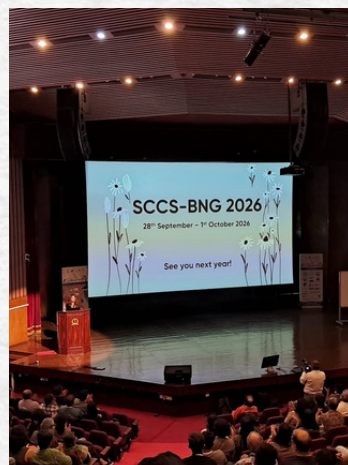 SCCS-BNG 2026
28th September – 1st October 2026
See you next year!